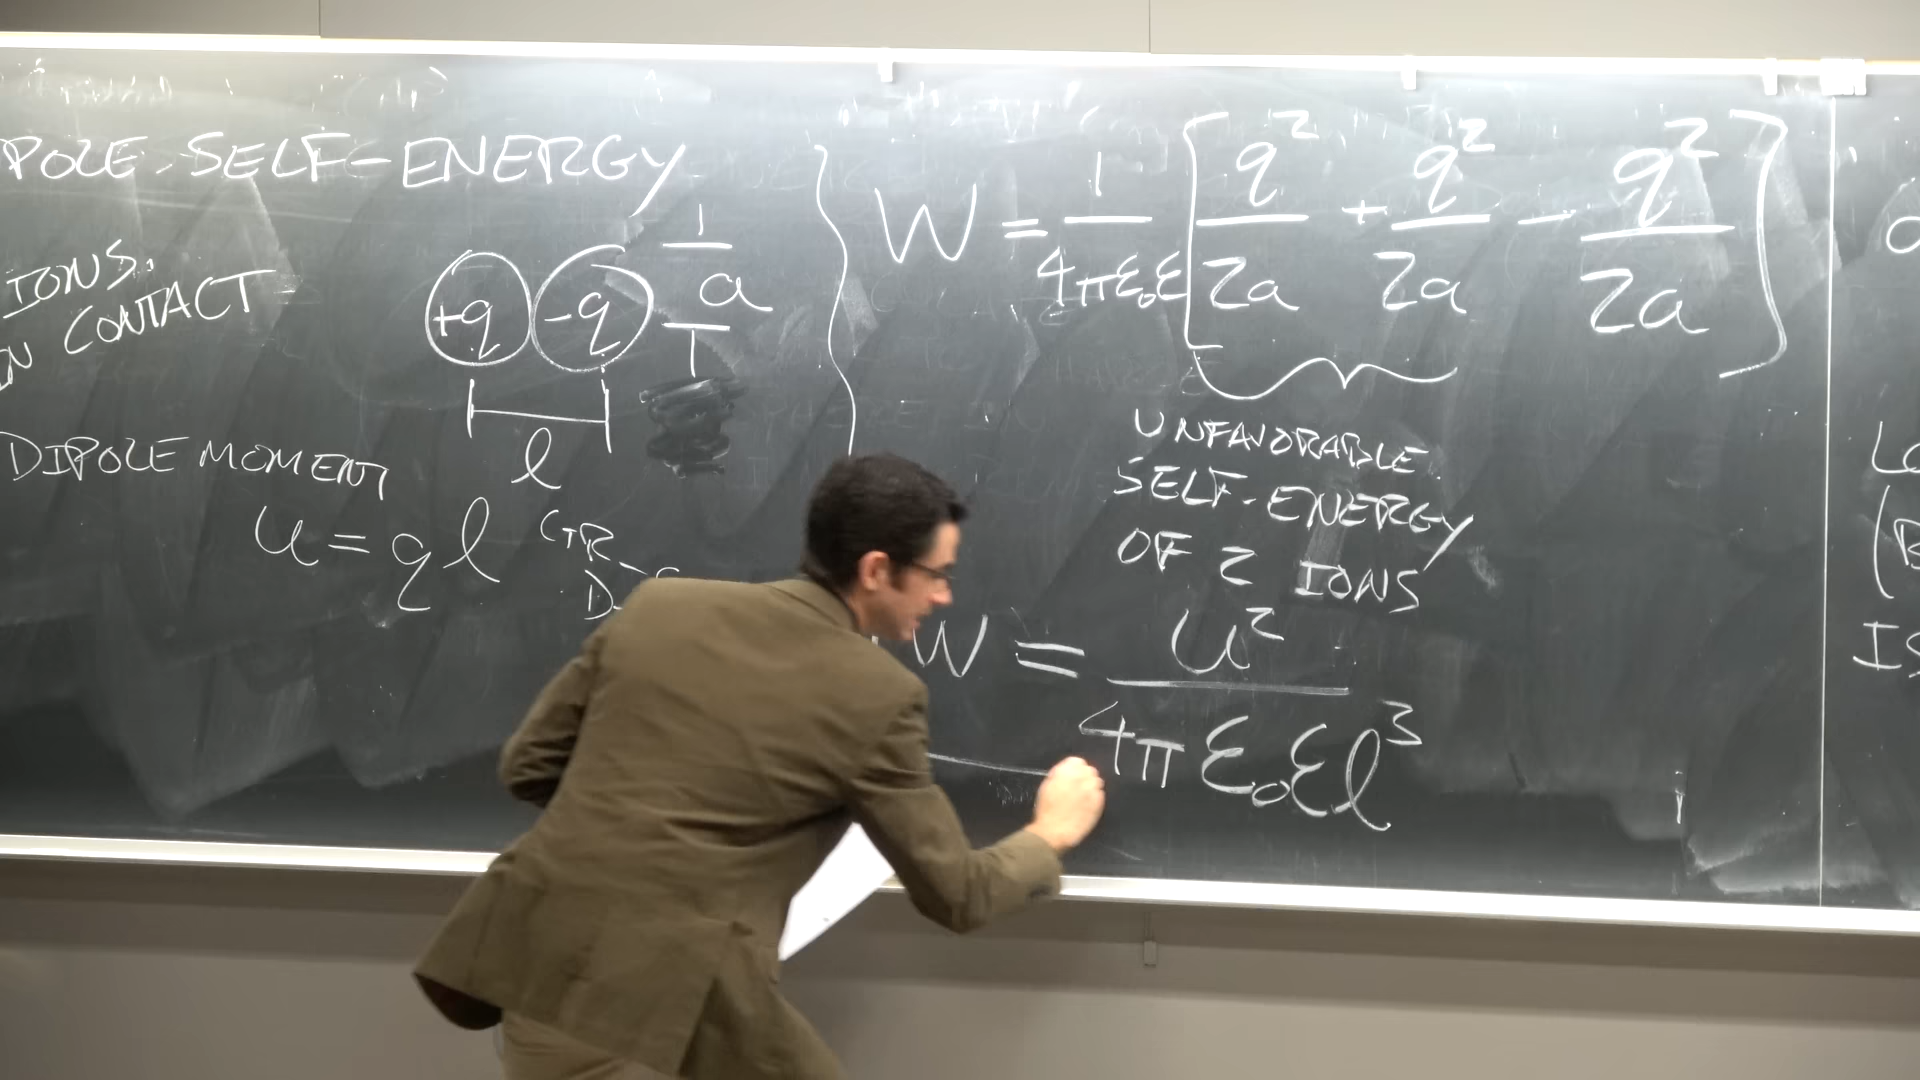 POLE-SELF-ENERGY
IONS.
IN CONTACT
+q -q
a
l
DIPOLE MOMENT
u = ql
W = 1/4πε₀ε [q²/2a + q²/2a - q²/2a]
UNFAVORABLE
SELF-ENERGY
OF 2 IONS
W = u²/4πε₀εl³